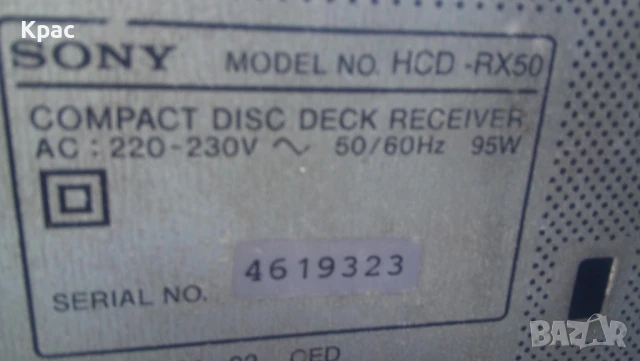 Крас
SONY MODEL NO. HCD-RX50
COMPACT DISC DECK RECEIVER
AC : 220-230V ~ 50/60Hz 95W
SERIAL NO. 4619323
BAZAR